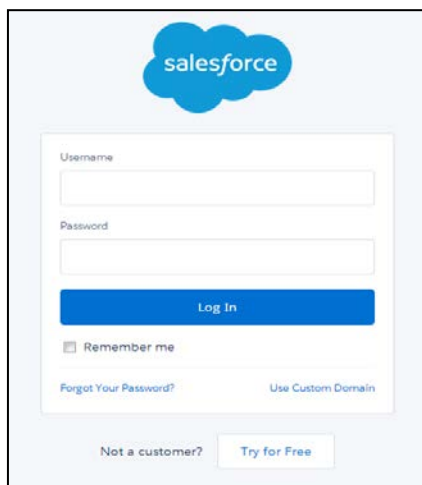 salesforce
Username
Password
Log In
Remember me
Forgot Your Password? Use Custom Domain
Not a customer? Try for Free